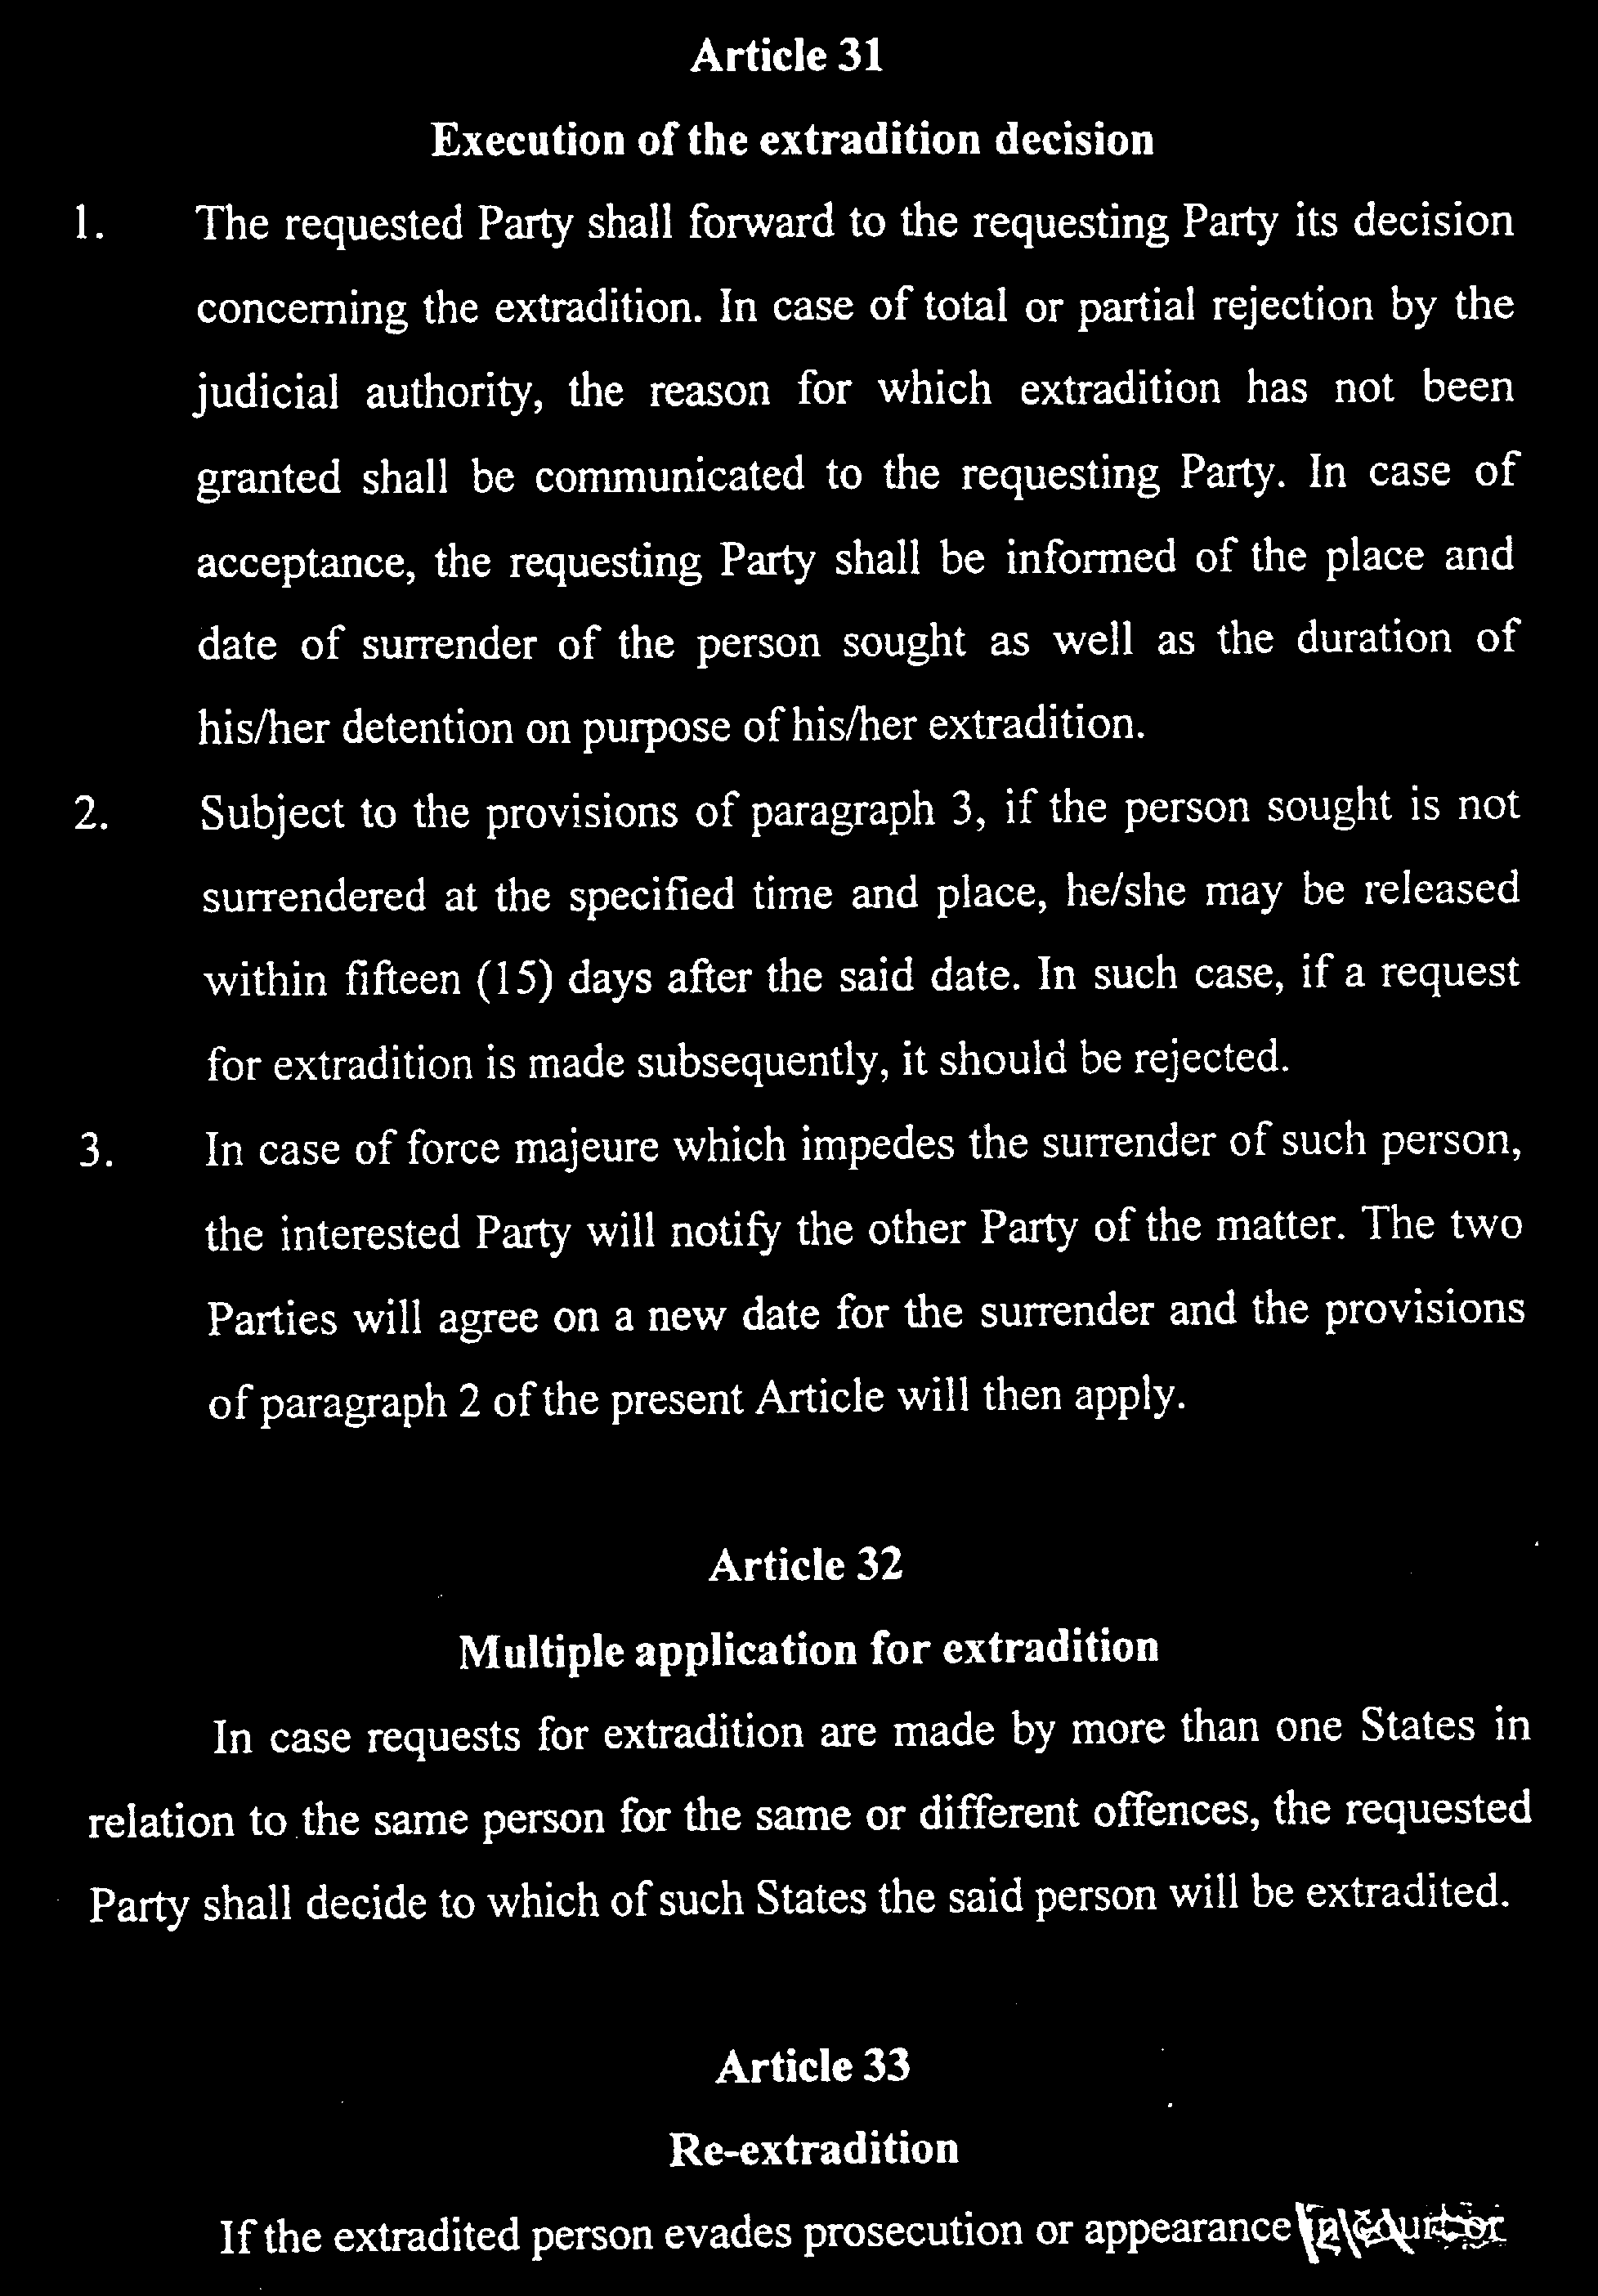 Article 31
Execution of the extradition decision
1. The requested Party shall forward to the requesting Party its decision
concerning the extradition. In case of total or partial rejection by the
judicial authority, the reason for which extradition has not been
granted shall be communicated to the requesting Party. In case of
acceptance, the requesting Party shall be informed of the place and
date of surrender of the person sought as well as the duration of
his/her detention on purpose of his/her extradition.
2. Subject to the provisions of paragraph 3, if the person sought is not
surrendered at the specified time and place, he/she may be released
within fifteen (15) days after the said date. In such case, if a request
for extradition is made subsequently, it should be rejected.
3. In case of force majeure which impedes the surrender of such person,
the interested Party will notify the other Party of the matter. The two
Parties will agree on a new date for the surrender and the provisions
of paragraph 2 of the present Article will then apply.
Article 32
Multiple application for extradition
In case requests for extradition are made by more than one States in
relation to the same person for the same or different offences, the requested
Party shall decide to which of such States the said person will be extradited.
Article 33
Re-extradition
If the extradited person evades prosecution or appearance